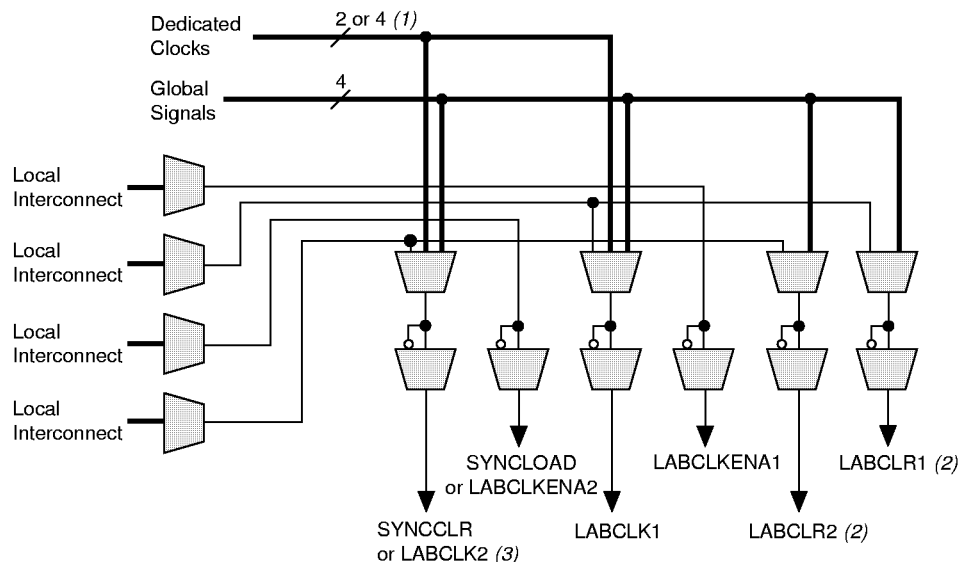 Dedicated
Clocks
2 or 4 (1)
Global
Signals
4
Local
Interconnect
Local
Interconnect
Local
Interconnect
Local
Interconnect
SYNCLOAD
or LABCLKENA2
LABCLKENA1
LABCLR1 (2)
SYNCCLR
or LABCLK2 (3)
LABCLK1
LABCLR2 (2)